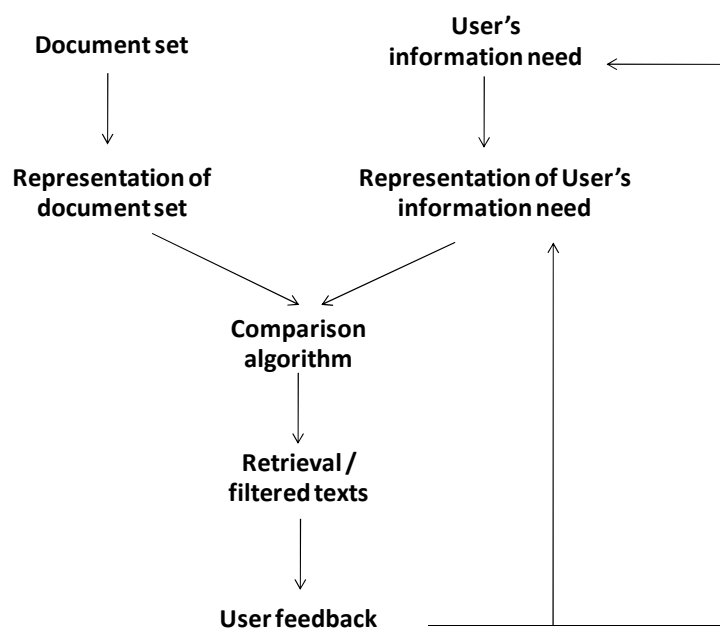 Document set
User's
information need
Representation of
document set
Representation of User's
information need
Comparison
algorithm
Retrieval /
filtered texts
User feedback